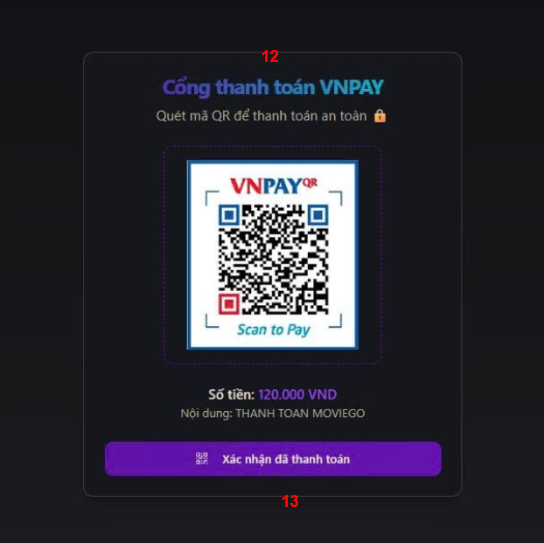 12
Cổng thanh toán VNPAY
Quét mã QR để thanh toán an toàn
VNPAYQR
Scan to Pay
Số tiền: 120.000 VND
Nội dung: THANH TOAN MOVIEGO
Xác nhận đã thanh toán
13